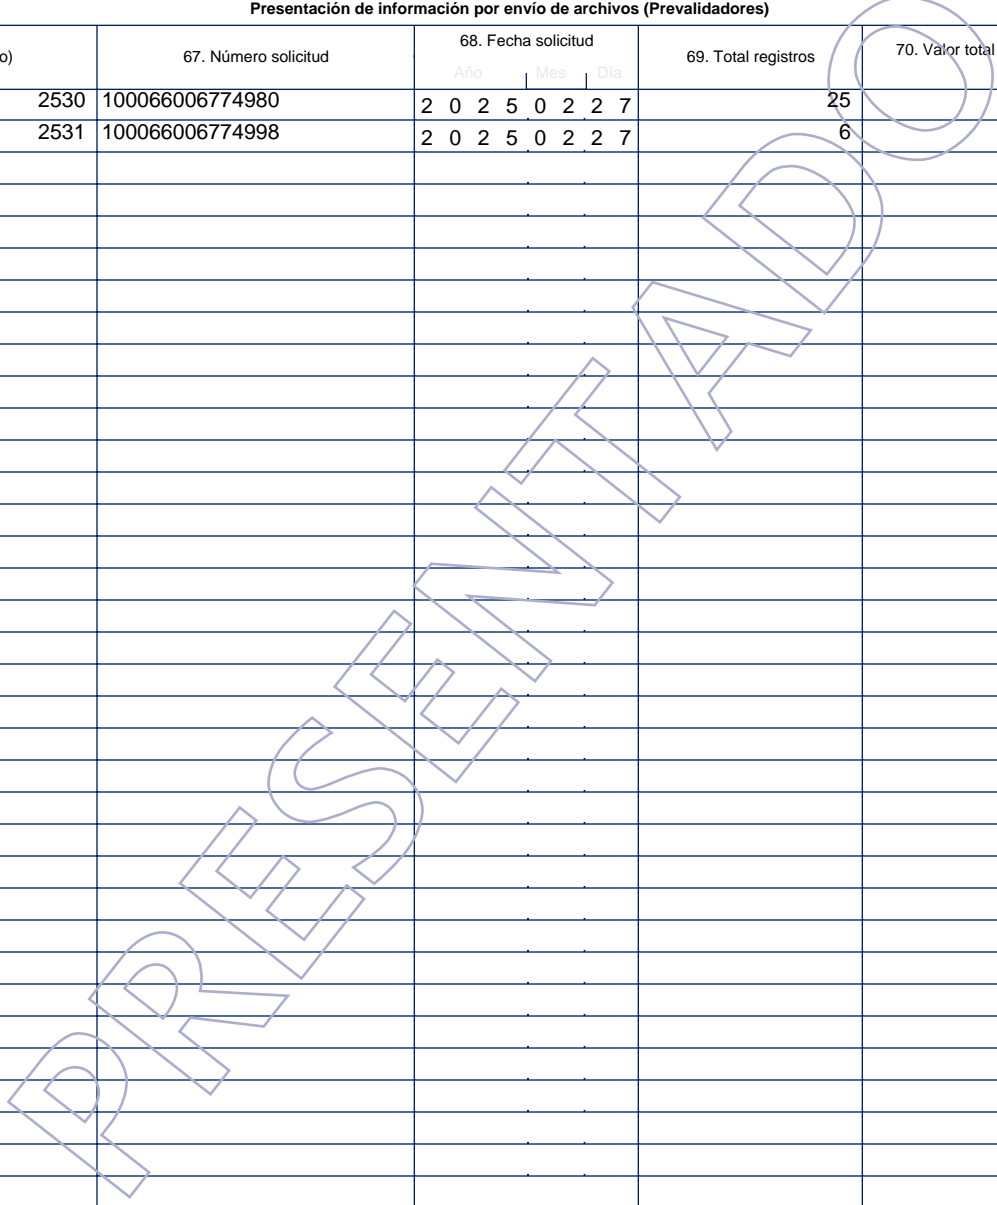 Presentación de información por envío de archivos (Prevalidadores)
o) 67. Número solicitud 68. Fecha solicitud 69. Total registros 70. Valor total
Año Mes Día
2530 100066006774980 2 0 2 5 0 2 2 7 25
2531 100066006774998 2 0 2 5 0 2 2 7 6
PRESENTADO